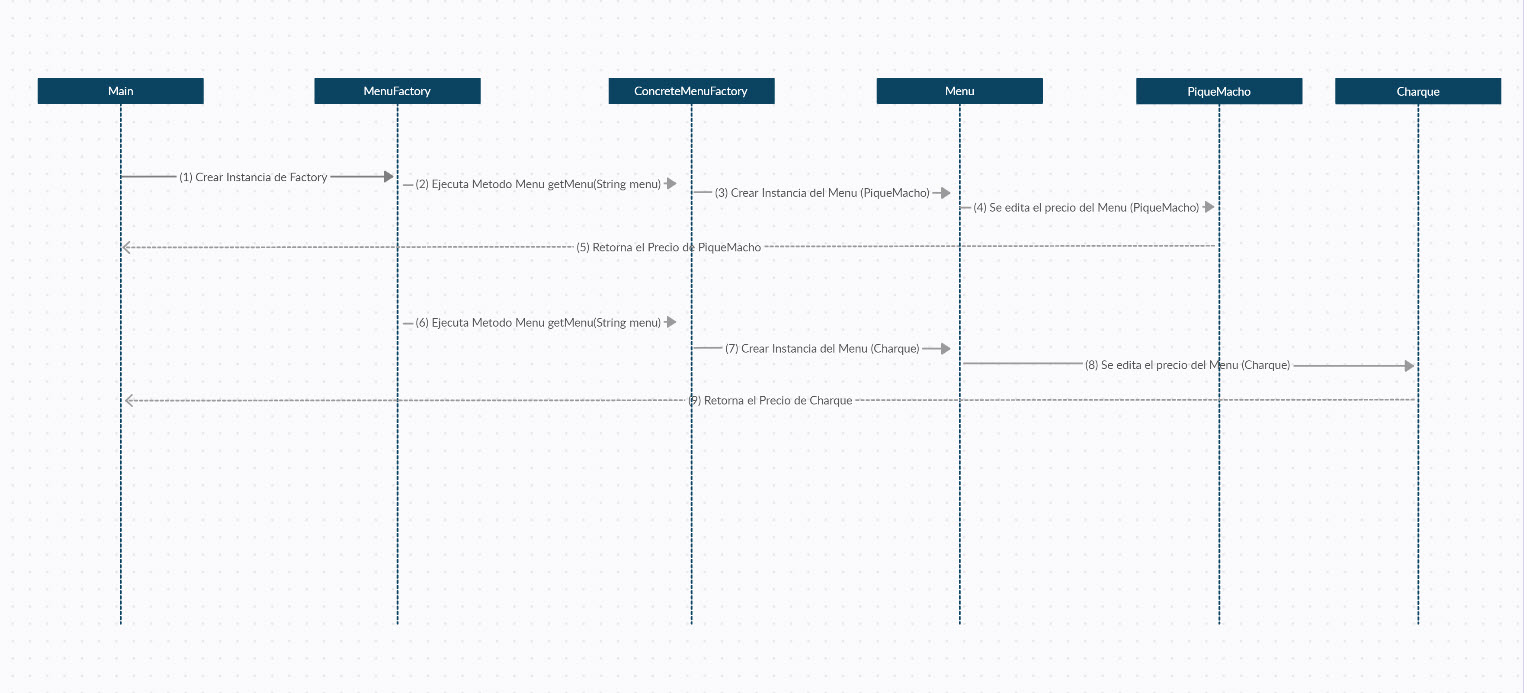 Main
MenuFactory
ConcreteMenuFactory
Menu
PiqueMacho
Charque
(1) Crear Instancia de Factory
(2) Ejecuta Metodo Menu getMenu(String menu)
(3) Crear Instancia del Menu (PiqueMacho)
(4) Se edita el precio del Menu (PiqueMacho)
(5) Retorna el Precio de PiqueMacho
(6) Ejecuta Metodo Menu getMenu(String menu)
(7) Crear Instancia del Menu (Charque)
(8) Se edita el precio del Menu (Charque)
(9) Retorna el Precio de Charque